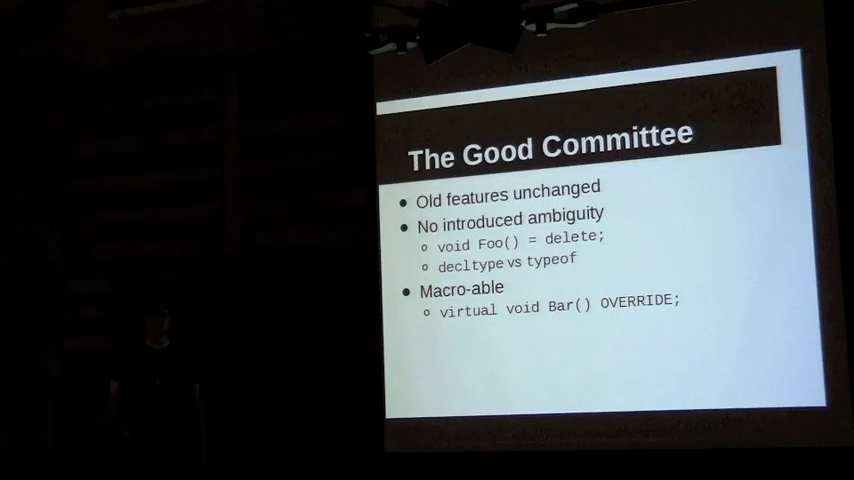 The Good Committee
● Old features unchanged
● No introduced ambiguity
○ void Foo() = delete;
○ decltype vs typeof
● Macro-able
○ virtual void Bar() OVERRIDE;